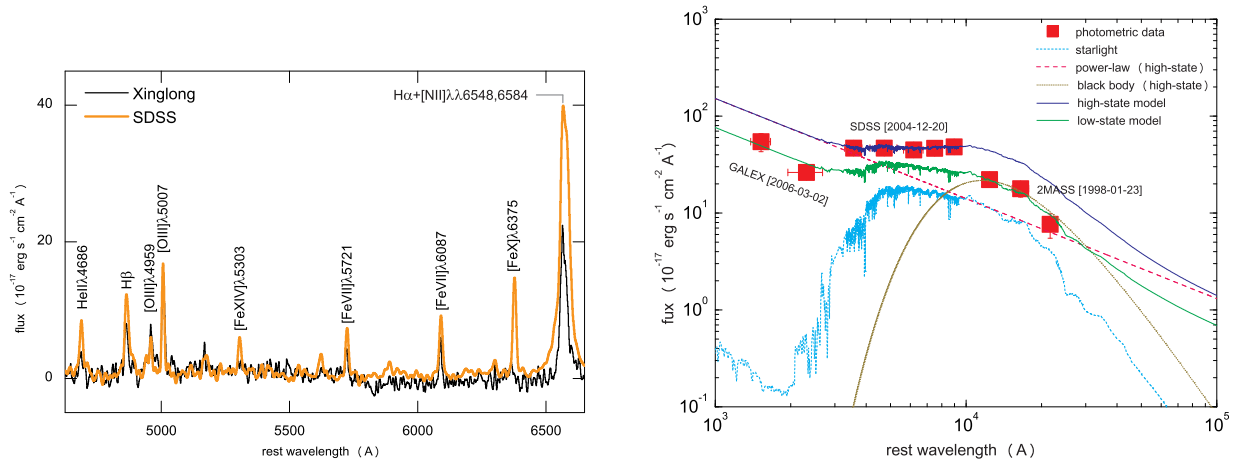 Xinglong
SDSS
Hα+[NII]λλ6548,6584
HeIIλ4686
Hβ
[OIII]λ4959
[OIII]λ5007
[FeXIV]λ5303
[FeVII]λ5721
[FeVII]λ6087
[FeX]λ6375
40
20
0
flux (10⁻¹⁷ erg s⁻¹ cm⁻² A⁻¹)
5000
5500
6000
6500
rest wavelength (A)
photometric data
starlight
power-law (high-state)
black body (high-state)
high-state model
low-state model
SDSS [2004-12-20]
GALEX [2006-03-02]
2MASS [1998-01-23]
10³
10²
10¹
10⁰
10⁻¹
flux (10⁻¹⁷ erg s⁻¹ cm⁻² A⁻¹)
10³
10⁴
10⁵
rest wavelength (A)